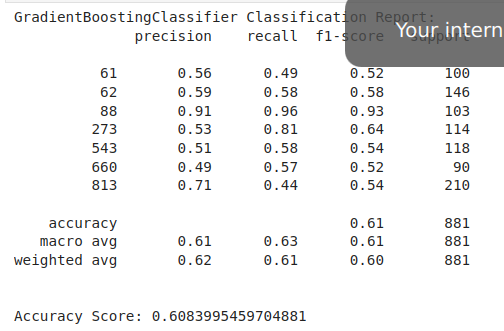 GradientBoostingClassifier Classification Report:
precision recall f1-score support
Your intern
61 0.56 0.49 0.52 100
62 0.59 0.58 0.58 146
88 0.91 0.96 0.93 103
273 0.53 0.81 0.64 114
543 0.51 0.58 0.54 118
660 0.49 0.57 0.52 90
813 0.71 0.44 0.54 210
accuracy 0.61 881
macro avg 0.61 0.63 0.61 881
weighted avg 0.62 0.61 0.60 881
Accuracy Score: 0.6083995459704881